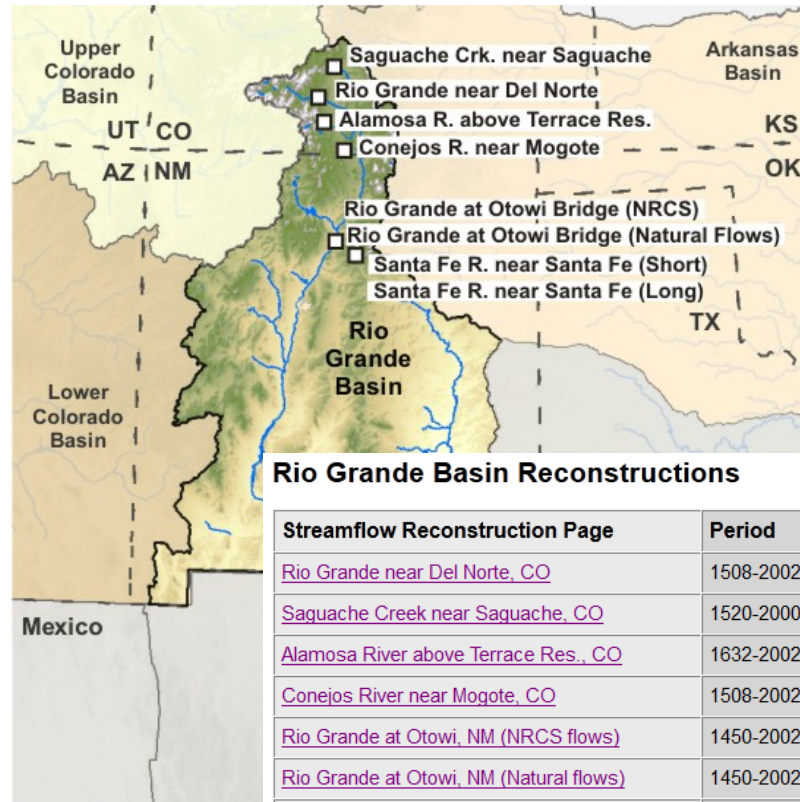 Upper
Colorado
Basin
Saguache Crk. near Saguache
Arkansas
Basin
Rio Grande near Del Norte
UT CO
Alamosa R. above Terrace Res.
KS
Conejos R. near Mogote
AZ NM
OK
Rio Grande at Otowi Bridge (NRCS)
Rio Grande at Otowi Bridge (Natural Flows)
Santa Fe R. near Santa Fe (Short)
Santa Fe R. near Santa Fe (Long)
TX
Rio
Grande
Basin
Lower
Colorado
Basin
Mexico
Rio Grande Basin Reconstructions
Streamflow Reconstruction Page Period
Rio Grande near Del Norte, CO 1508-2002
Saguache Creek near Saguache, CO 1520-2000
Alamosa River above Terrace Res., CO 1632-2002
Conejos River near Mogote, CO 1508-2002
Rio Grande at Otowi, NM (NRCS flows) 1450-2002
Rio Grande at Otowi, NM (Natural flows) 1450-2002